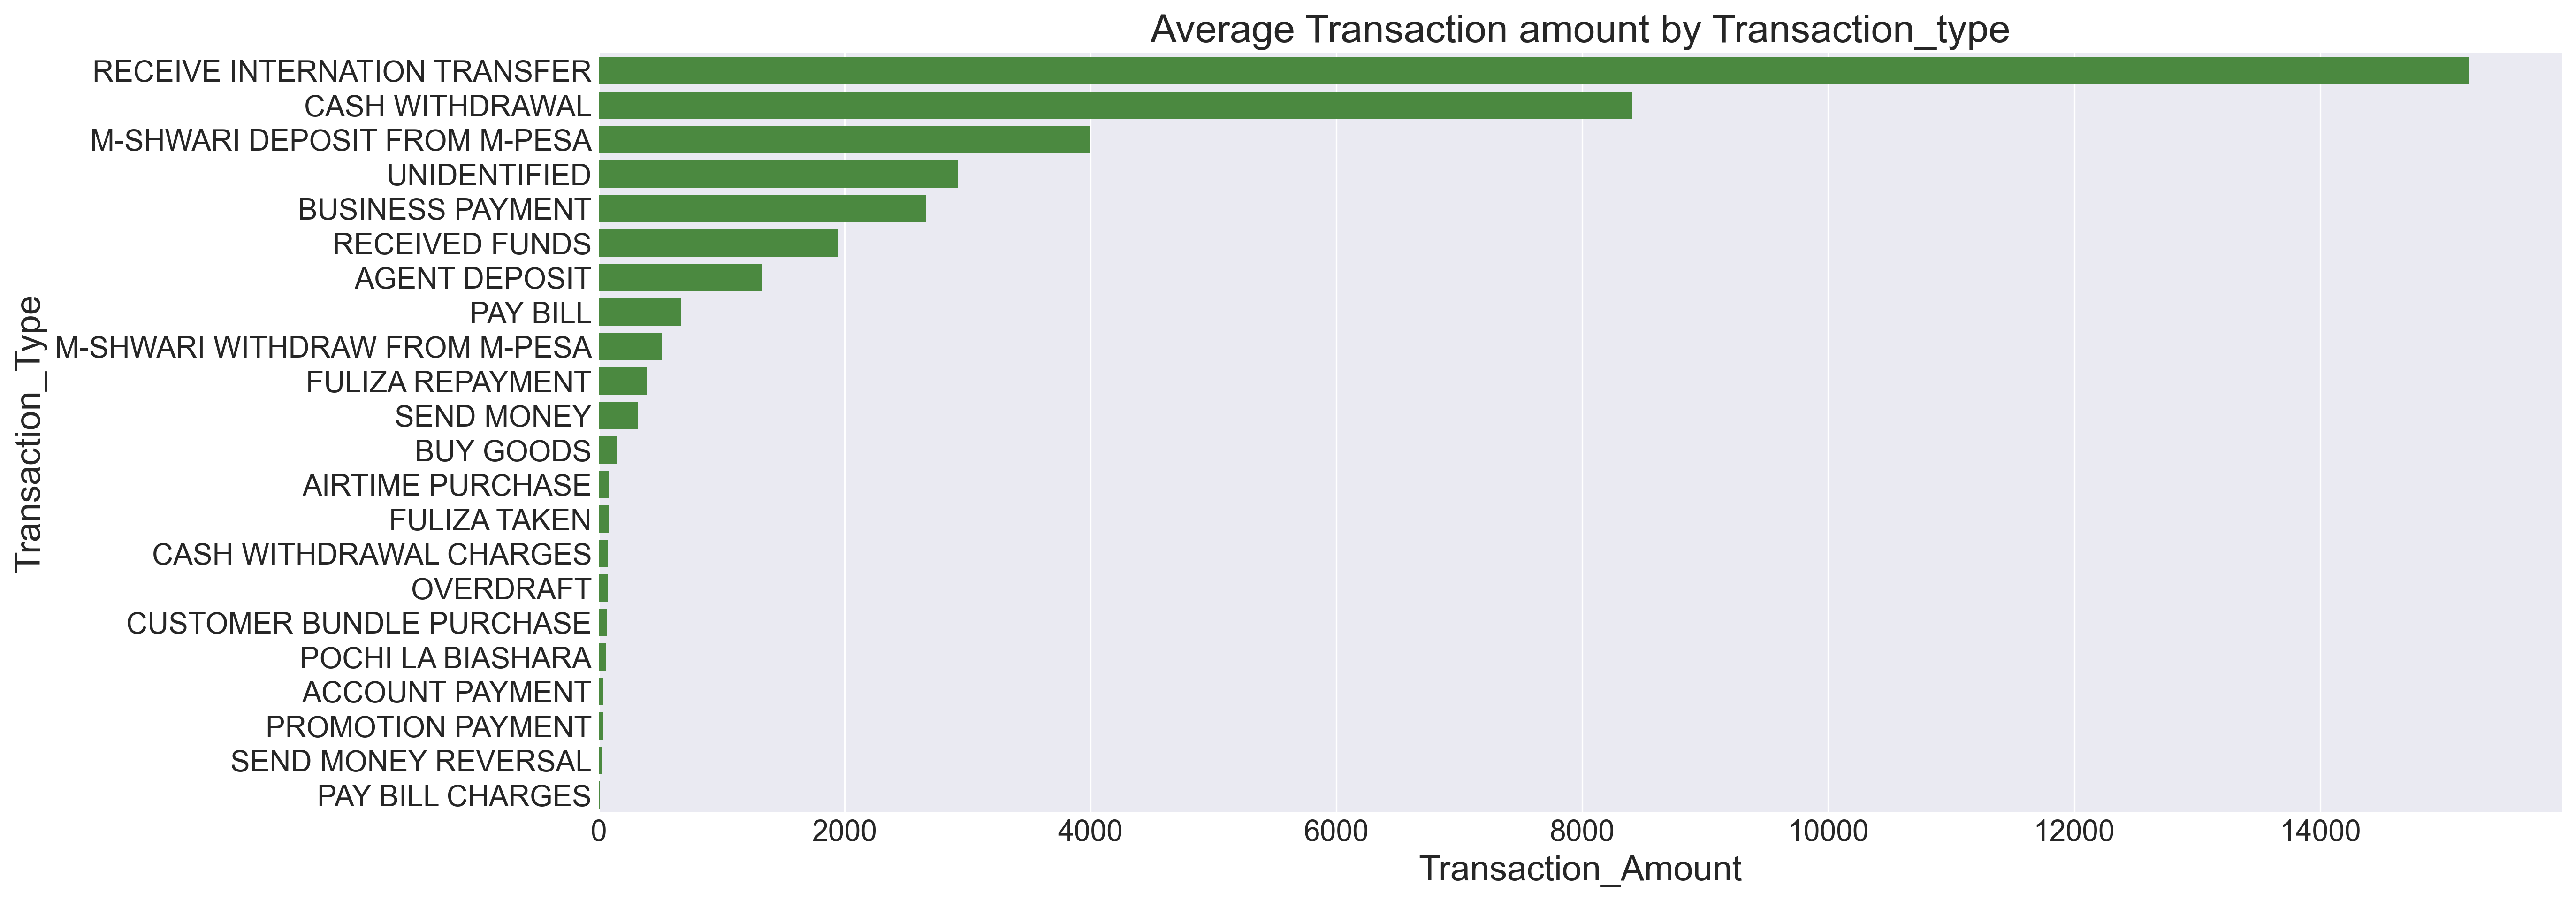 Average Transaction amount by Transaction_type
Transaction_Type
RECEIVE INTERNATION TRANSFER
CASH WITHDRAWAL
M-SHWARI DEPOSIT FROM M-PESA
UNIDENTIFIED
BUSINESS PAYMENT
RECEIVED FUNDS
AGENT DEPOSIT
PAY BILL
M-SHWARI WITHDRAW FROM M-PESA
FULIZA REPAYMENT
SEND MONEY
BUY GOODS
AIRTIME PURCHASE
FULIZA TAKEN
CASH WITHDRAWAL CHARGES
OVERDRAFT
CUSTOMER BUNDLE PURCHASE
POCHI LA BIASHARA
ACCOUNT PAYMENT
PROMOTION PAYMENT
SEND MONEY REVERSAL
PAY BILL CHARGES
0 2000 4000 6000 8000 10000 12000 14000
Transaction_Amount